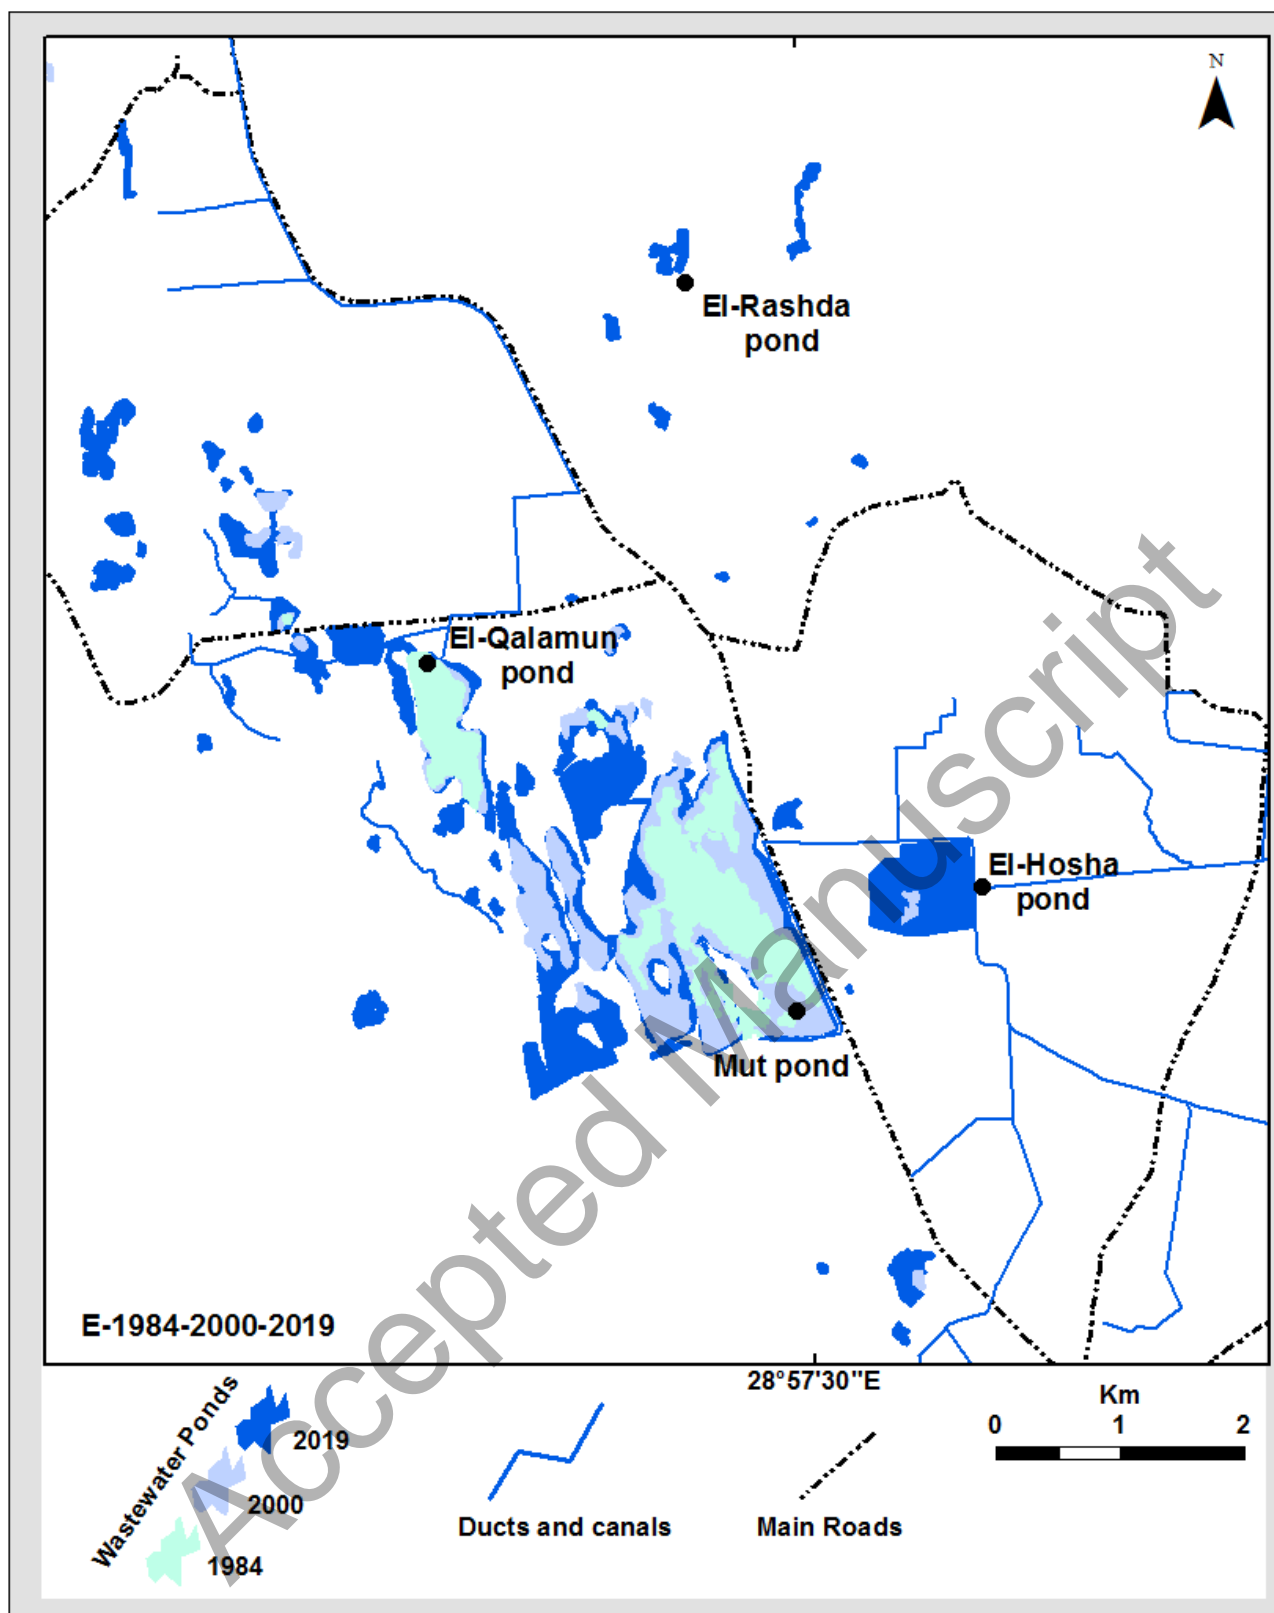 N
El-Rashda
pond
El-Qalamun
pond
El-Hosha
pond
Mut pond
E-1984-2000-2019
28°57'30"E
Wastewater Ponds
2019
2000
1984
Ducts and canals
Main Roads
Km
0 1 2
Accepted Manuscript